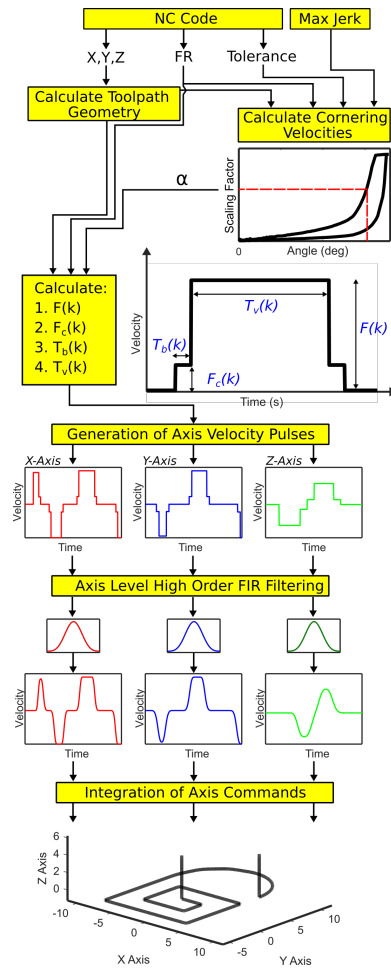 NC Code
Max Jerk
X,Y,Z
FR
Tolerance
Calculate Toolpath
Geometry
Calculate Cornering
Velocities
α
Scaling Factor
0
Angle (deg)
Calculate:
1. F(k)
2. Fc(k)
3. Tb(k)
4. Tv(k)
Velocity
Tv(k)
Tb(k)
F(k)
Fc(k)
Time (s)
Generation of Axis Velocity Pulses
X-Axis
Y-Axis
Z-Axis
Velocity
Velocity
Velocity
Time
Time
Time
Axis Level High Order FIR Filtering
Velocity
Velocity
Velocity
Time
Time
Time
Integration of Axis Commands
Z Axis
6
4
2
0
-10
-5
0
5
10
X Axis
-5
0
5
10
Y Axis